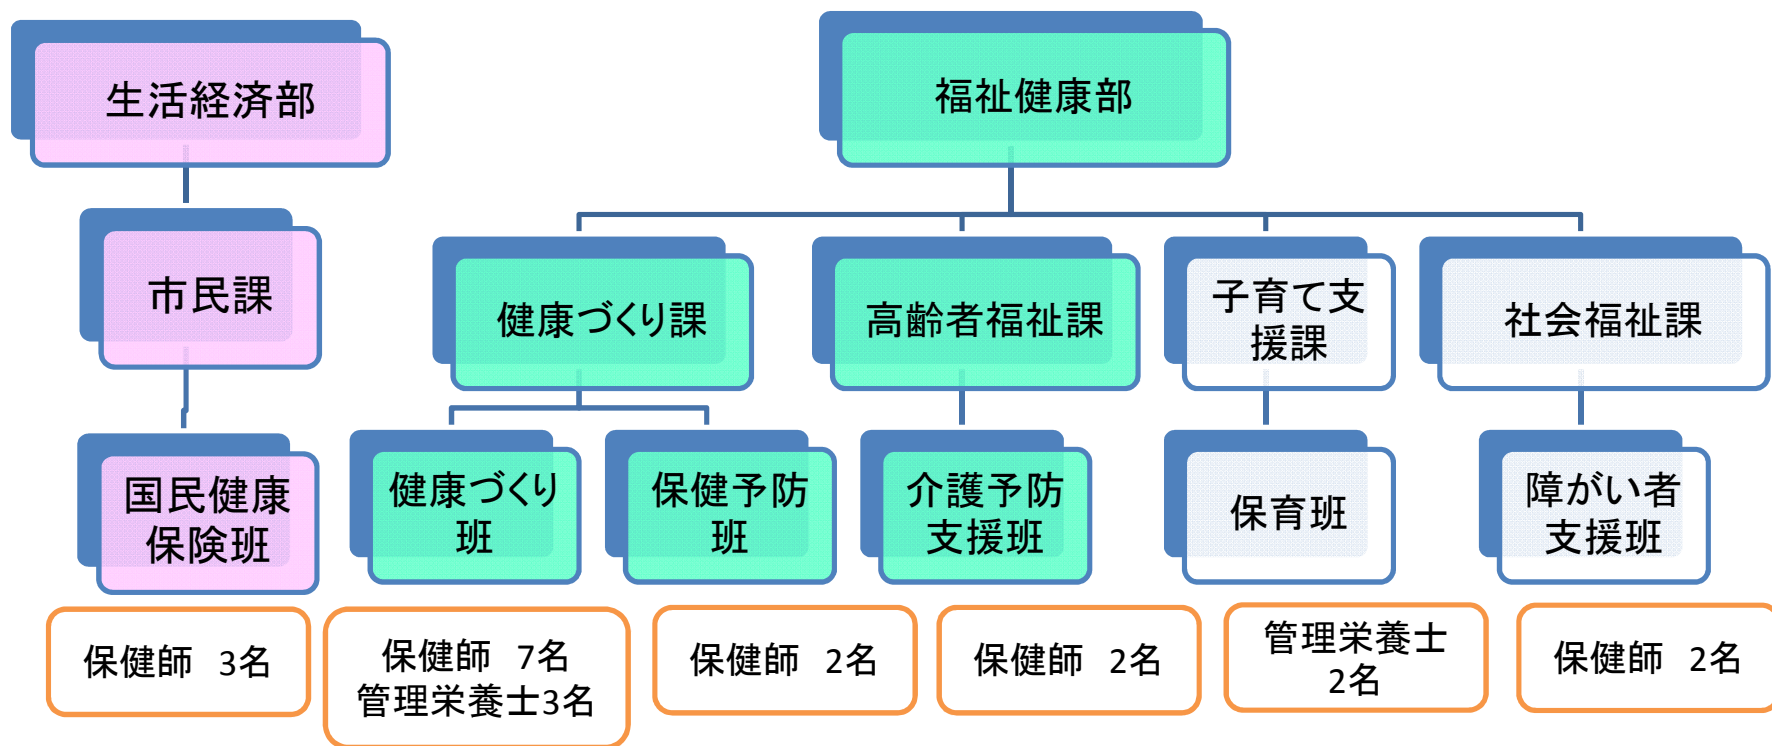 生活経済部
福祉健康部
市民課
健康づくり課
高齢者福祉課
子育て支
援課
社会福祉課
国民健康
保険班
健康づくり
班
保健予防
班
介護予防
支援班
保育班
障がい者
支援班
保健師　3名
保健師　7名
管理栄養士3名
保健師　2名
保健師　2名
管理栄養士
2名
保健師　2名